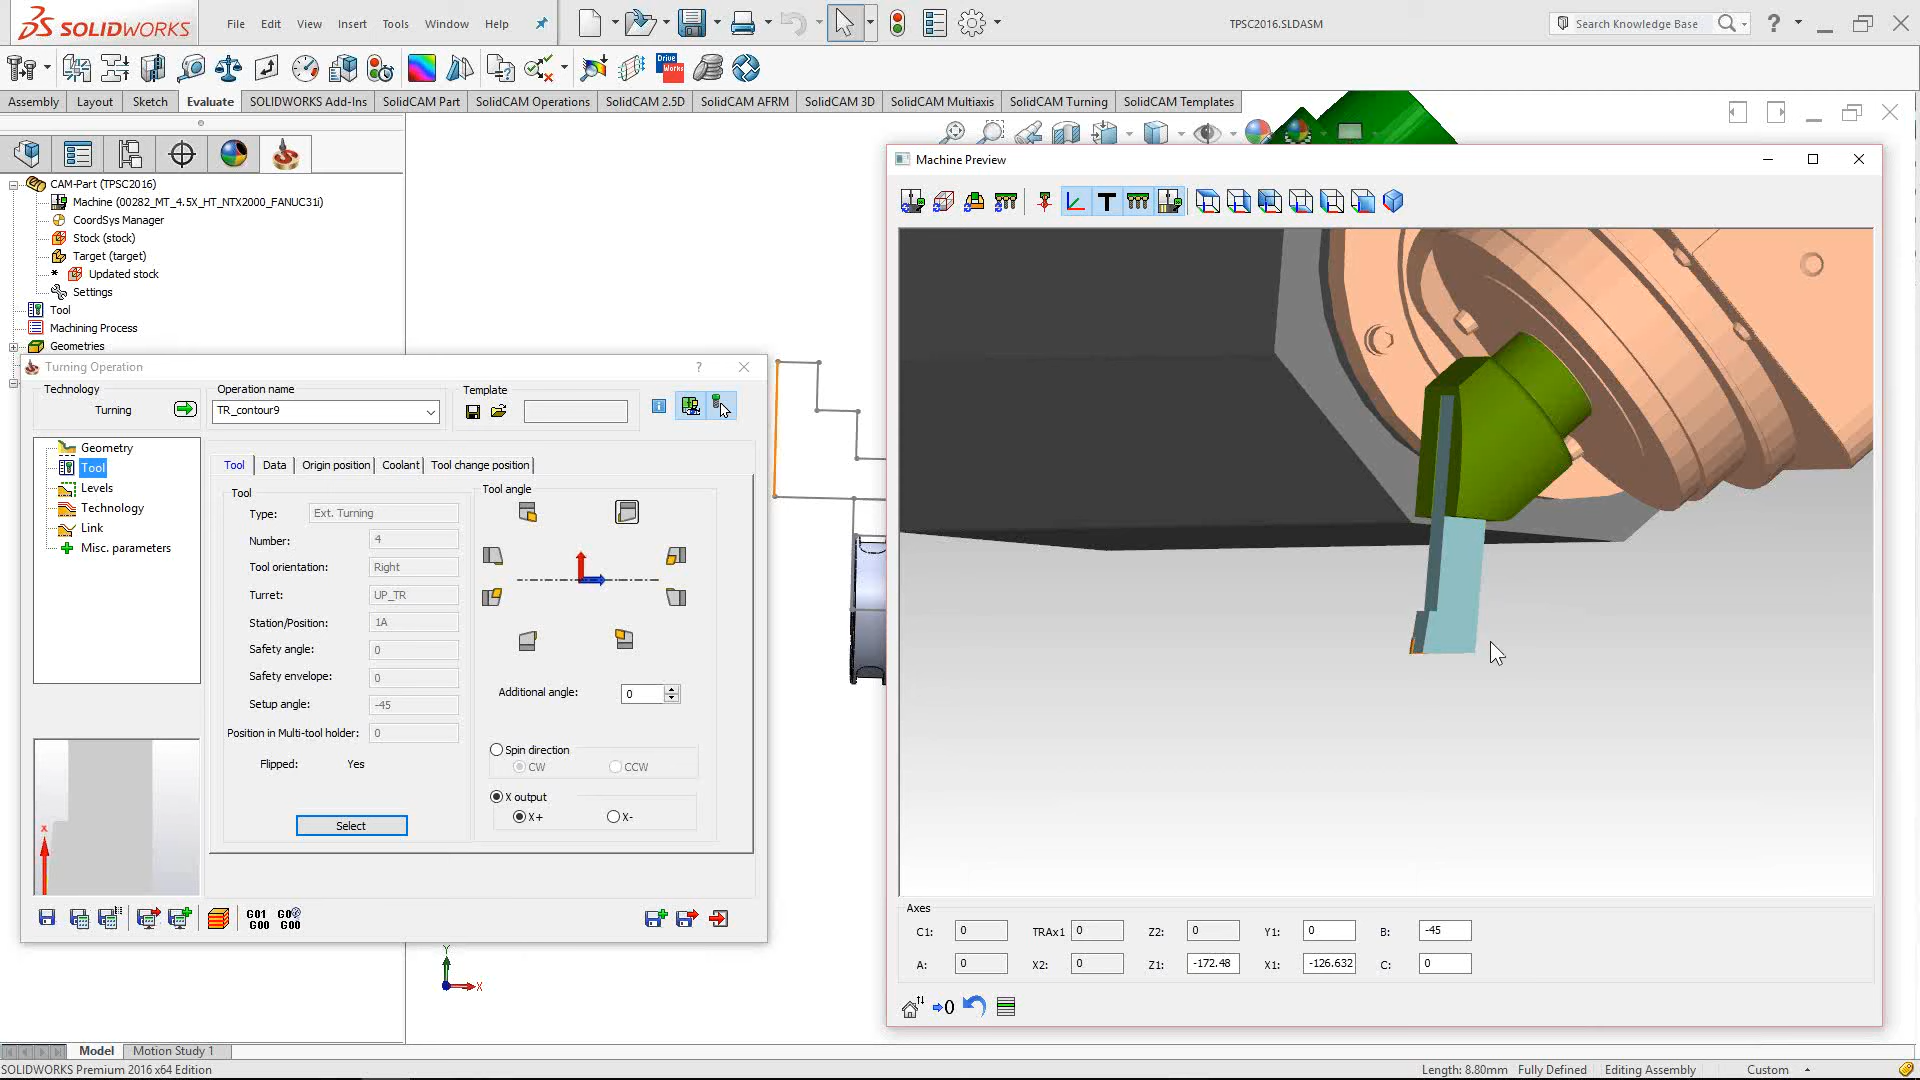 SOLIDWORKS File Edit View Insert Tools Window Help TPSC2016.SLDASM Search Knowledge Base ?
Drive Works
Assembly Layout Sketch Evaluate SOLIDWORKS Add-Ins SolidCAM Part SolidCAM Operations SolidCAM 2.5D SolidCAM AFRM SolidCAM 3D SolidCAM Multiaxis SolidCAM Turning SolidCAM Templates
CAM-Part (TPSC2016)
Machine (00282_MT_4.5X_HT_NTX2000_FANUC31i)
CoordSys Manager
Stock (stock)
Target (target)
* Updated stock
Settings
Tool
Machining Process
Geometries
Turning Operation ?
Technology
Turning
Operation name
TR_contour9
Template
Geometry
Tool
Levels
Technology
Link
Misc. parameters
Tool Data Origin position Coolant Tool change position
Tool
Type: Ext. Turning
Number: 4
Tool orientation: Right
Turret: UP_TR
Station/Position: 1A
Safety angle: 0
Safety envelope: 0
Setup angle: -45
Position in Multi-tool holder: 0
Flipped: Yes
Select
Tool angle
Additional angle: 0
Spin direction
CW CCW
X output
X+ X-
x
G01 G00
G00 G00
Y
X
Machine Preview
T
Axes
C1: 0 TRAx1 0 Z2: 0 Y1: 0 B: -45
A: 0 X2: 0 Z1: -172.48 X1: -126.632 C: 0
0
Model Motion Study 1
SOLIDWORKS Premium 2016 x64 Edition Length: 8.80mm Fully Defined Editing Assembly Custom